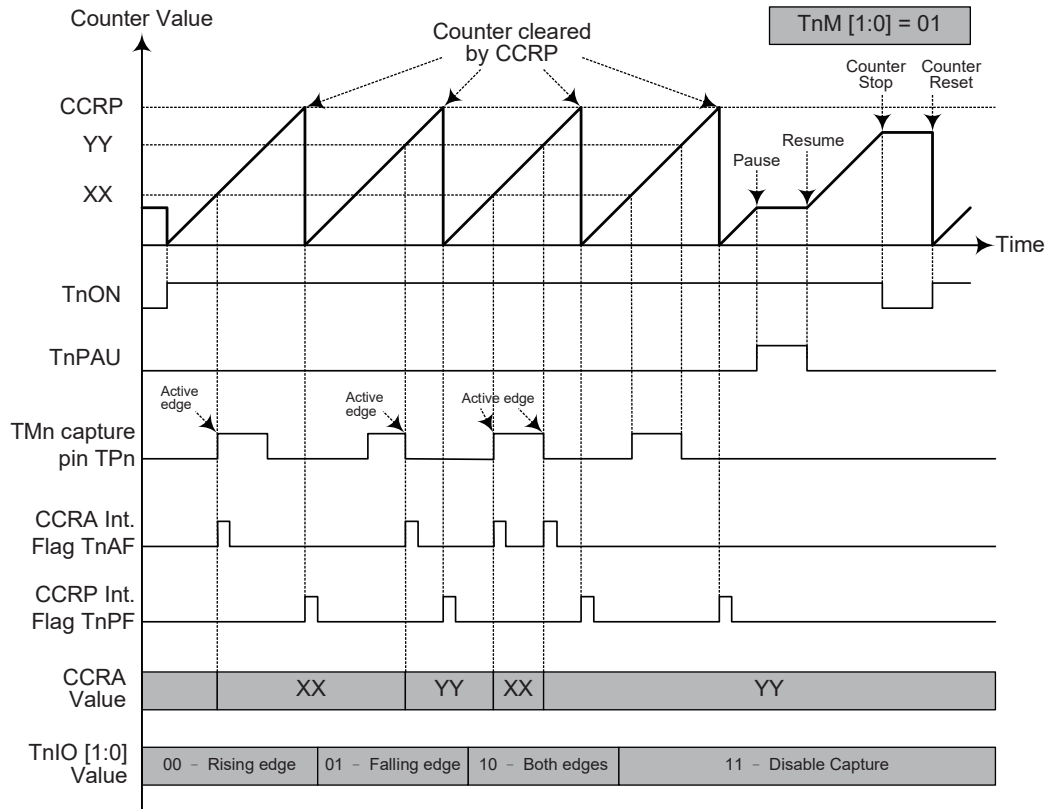 Counter Value
TnM [1:0] = 01
Counter cleared
by CCRP
Counter
Stop
Counter
Reset
CCRP
YY
XX
Pause
Resume
Time
TnON
TnPAU
Active
edge
Active
edge
Active edge
TMn capture
pin TPn
CCRA Int.
Flag TnAF
CCRP Int.
Flag TnPF
CCRA
Value
XX
YY
XX
YY
TnIO [1:0]
Value
00 - Rising edge
01 - Falling edge
10 - Both edges
11 - Disable Capture